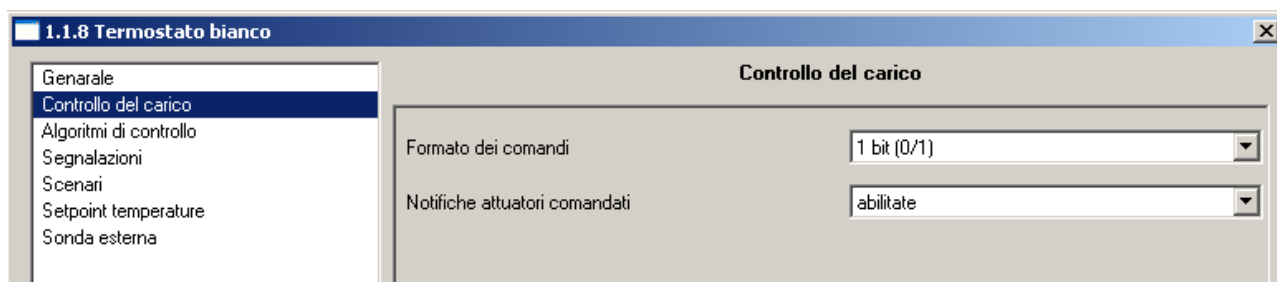 1.1.8 Termostato bianco
Genarale
Controllo del carico
Algoritmi di controllo
Segnalazioni
Scenari
Setpoint temperature
Sonda esterna
Controllo del carico
Formato dei comandi
1 bit (0/1)
Notifiche attuatori comandati
abilitate